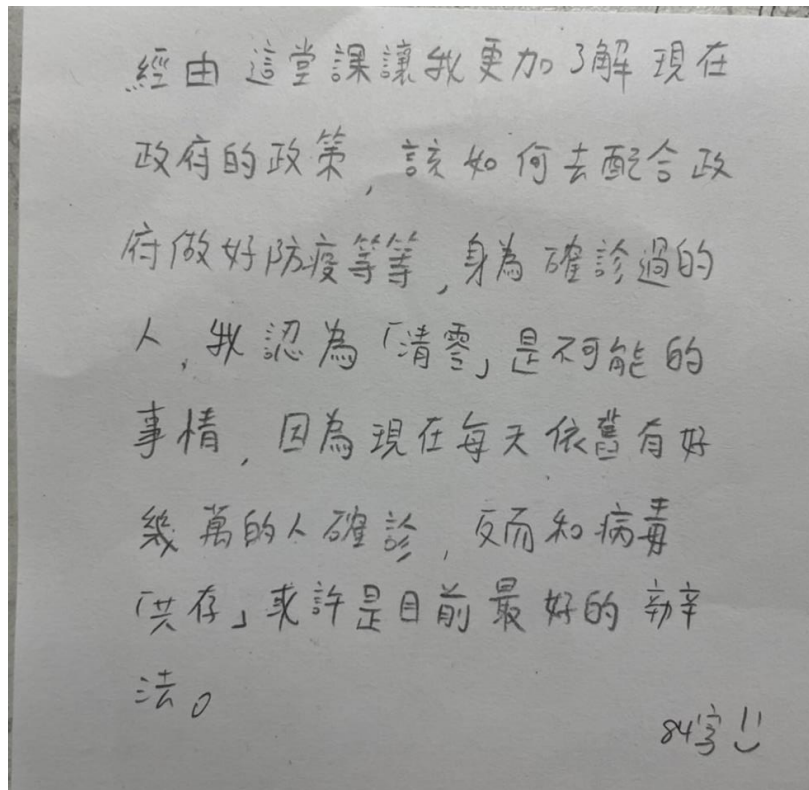 經由這堂課讓我更加了解現在
政府的政策,該如何去配合政
府做好防疫等等,身為確診過的
人,我認為「清零」是不可能的
事情,因為現在每天依舊有好
幾萬的人確診,反而和病毒
「共存」或許是目前最好的辦
法。
84字